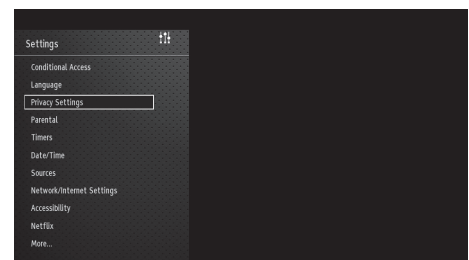 Settings
Conditional Access
Language
Privacy Settings
Parental
Timers
Date/Time
Sources
Network/Internet Settings
Accessibility
Netflix
More...